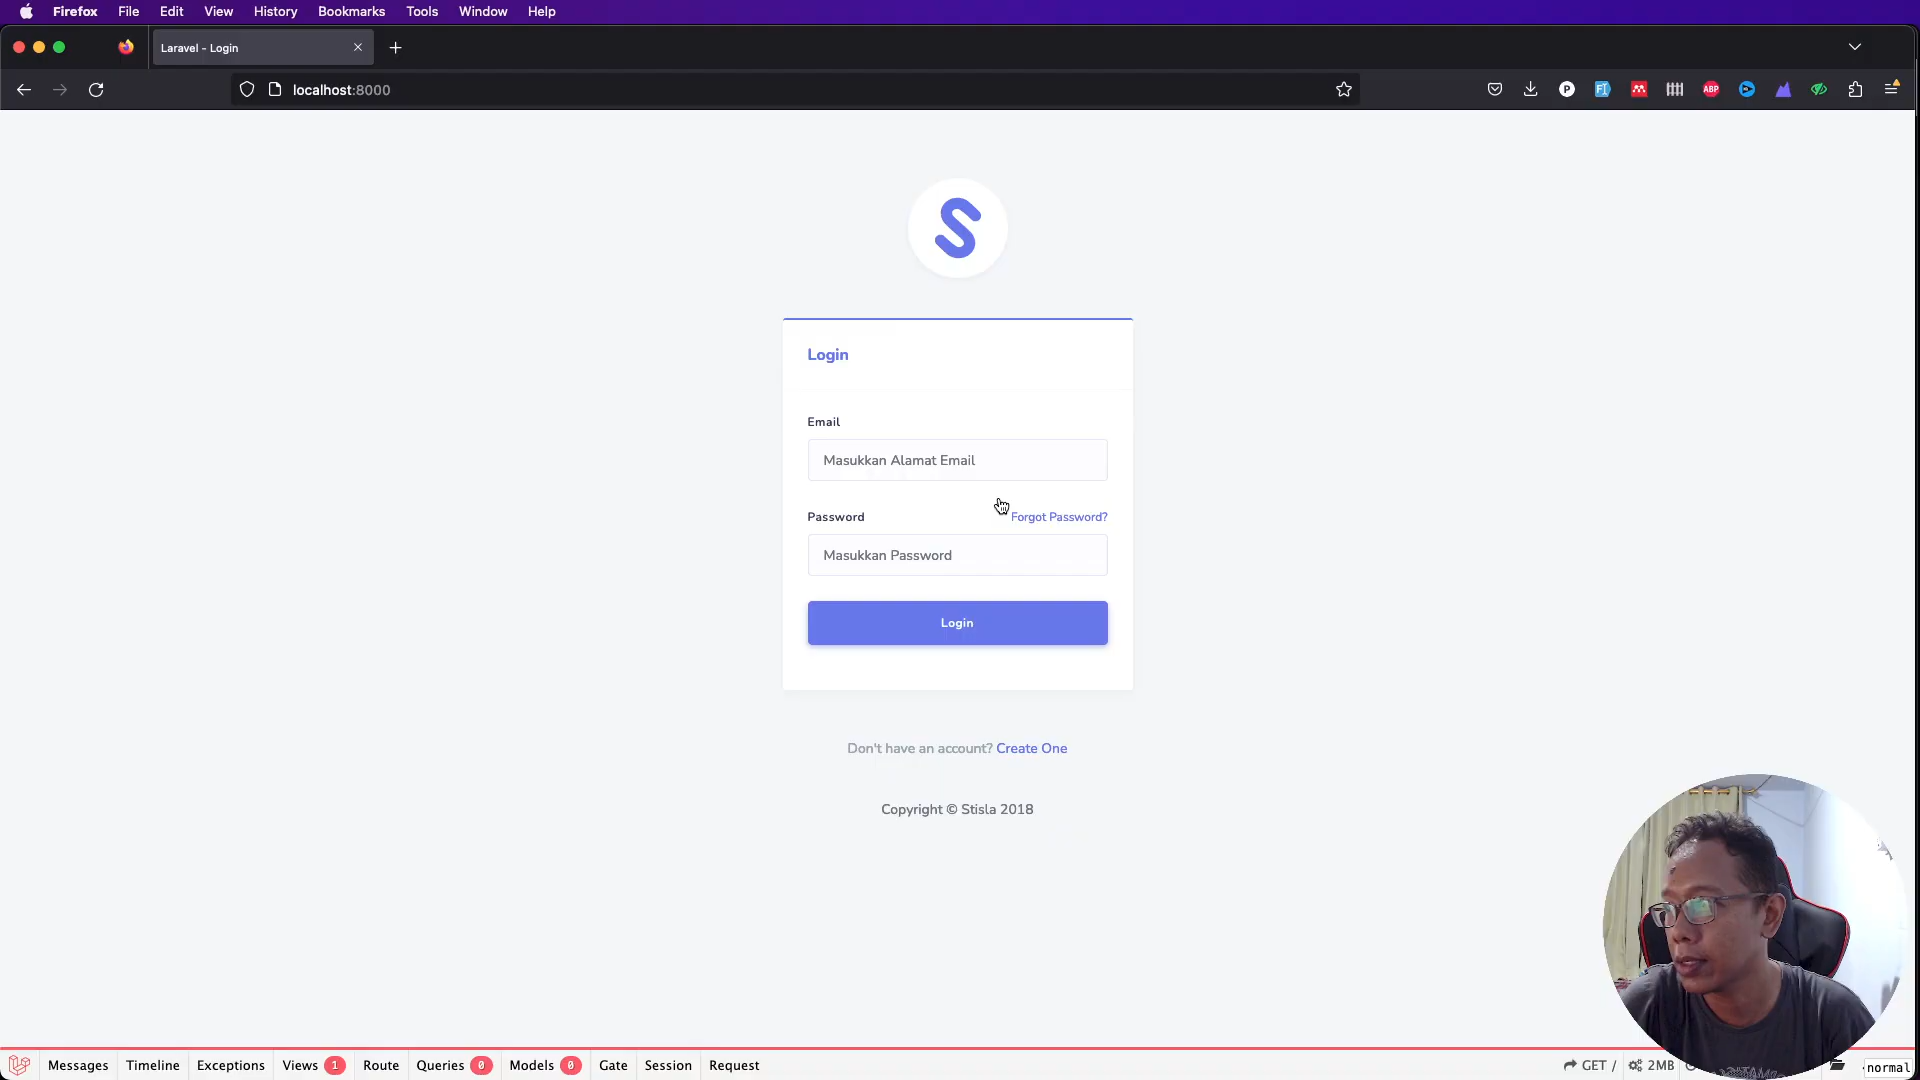 Firefox File Edit View History Bookmarks Tools Window Help
Laravel - Login
localhost:8000
Login
Email
Masukkan Alamat Email
Password Forgot Password?
Masukkan Password
Login
Don't have an account? Create One
Copyright © Stisla 2018
Messages Timeline Exceptions Views 1 Route Queries 0 Models 0 Gate Session Request GET / 2MB normal